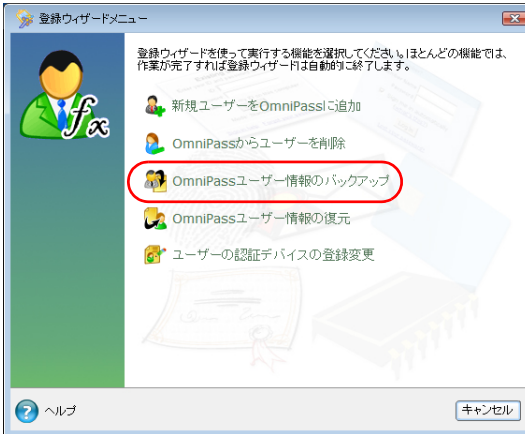 登録ウィザードメニュー
登録ウィザードを使って実行する機能を選択してください。ほとんどの機能では、
作業が完了すれば登録ウィザードは自動的に終了します。
fx
新規ユーザーをOmniPassに追加
OmniPassからユーザーを削除
OmniPassユーザー情報のバックアップ
OmniPassユーザー情報の復元
ユーザーの認証デバイスの登録変更
ヘルプ
キャンセル